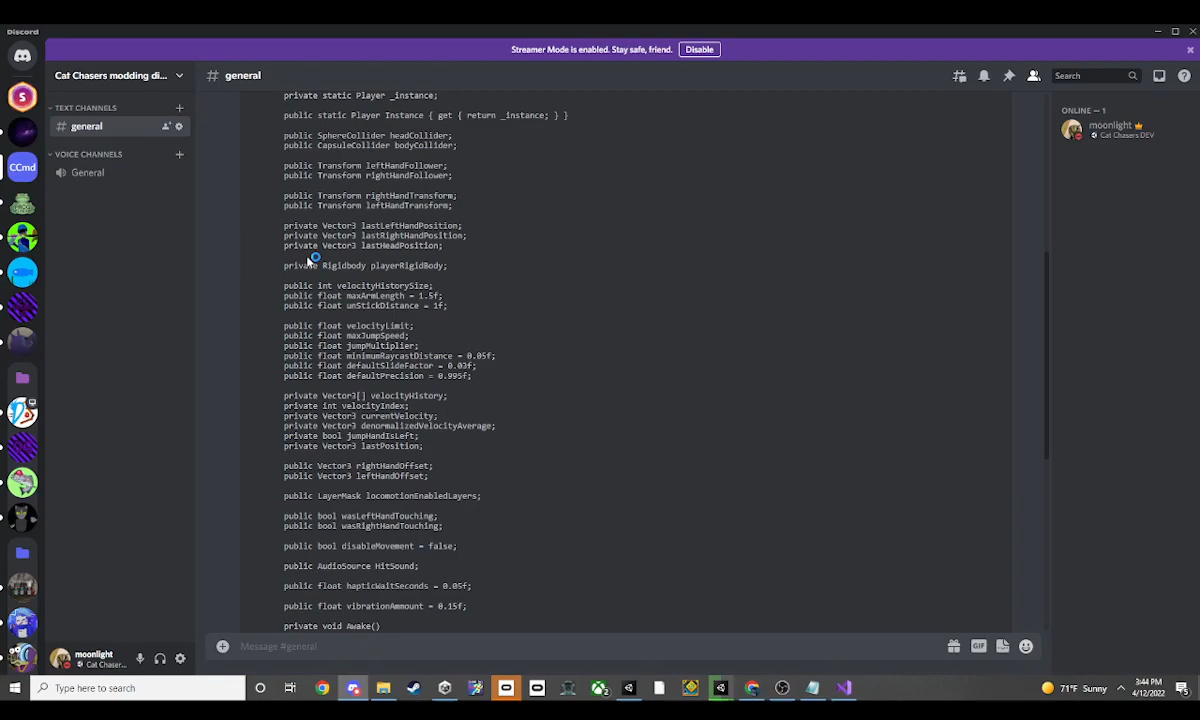 Discord
Streamer Mode is enabled. Stay safe, friend. Disable
Cat Chasers modding di...
# general
Search
TEXT CHANNELS
# general
VOICE CHANNELS
General
S
CCmd
private static Player _instance;
public static Player Instance { get { return _instance; } }
public SphereCollider headCollider;
public CapsuleCollider bodyCollider;
public Transform leftHandFollower;
public Transform rightHandFollower;
public Transform rightHandTransform;
public Transform leftHandTransform;
private Vector3 lastLeftHandPosition;
private Vector3 lastRightHandPosition;
private Vector3 lastHeadPosition;
private Rigidbody playerRigidBody;
public int velocityHistorySize;
public float maxArmLength = 1.5f;
public float unStickDistance = 1f;
public float velocityLimit;
public float maxJumpSpeed;
public float jumpMultiplier;
public float minimumRaycastDistance = 0.05f;
public float defaultSlideFactor = 0.03f;
public float defaultPrecision = 0.995f;
private Vector3[] velocityHistory;
private int velocityIndex;
private Vector3 currentVelocity;
private Vector3 denormalizedVelocityAverage;
private bool jumpHandIsLeft;
private Vector3 lastPosition;
public Vector3 rightHandOffset;
public Vector3 leftHandOffset;
public LayerMask locomotionEnabledLayers;
public bool wasLeftHandTouching;
public bool wasRightHandTouching;
public bool disableMovement = false;
public AudioSource HitSound;
public float hapticWaitSeconds = 0.05f;
public float vibrationAmmount = 0.15f;
private void Awake()
ONLINE — 1
moonlight
Cat Chasers DEV
Message #general
GIF
moonlight
Cat Chaser...
Type here to search
71°F Sunny
3:44 PM
4/12/2022
5